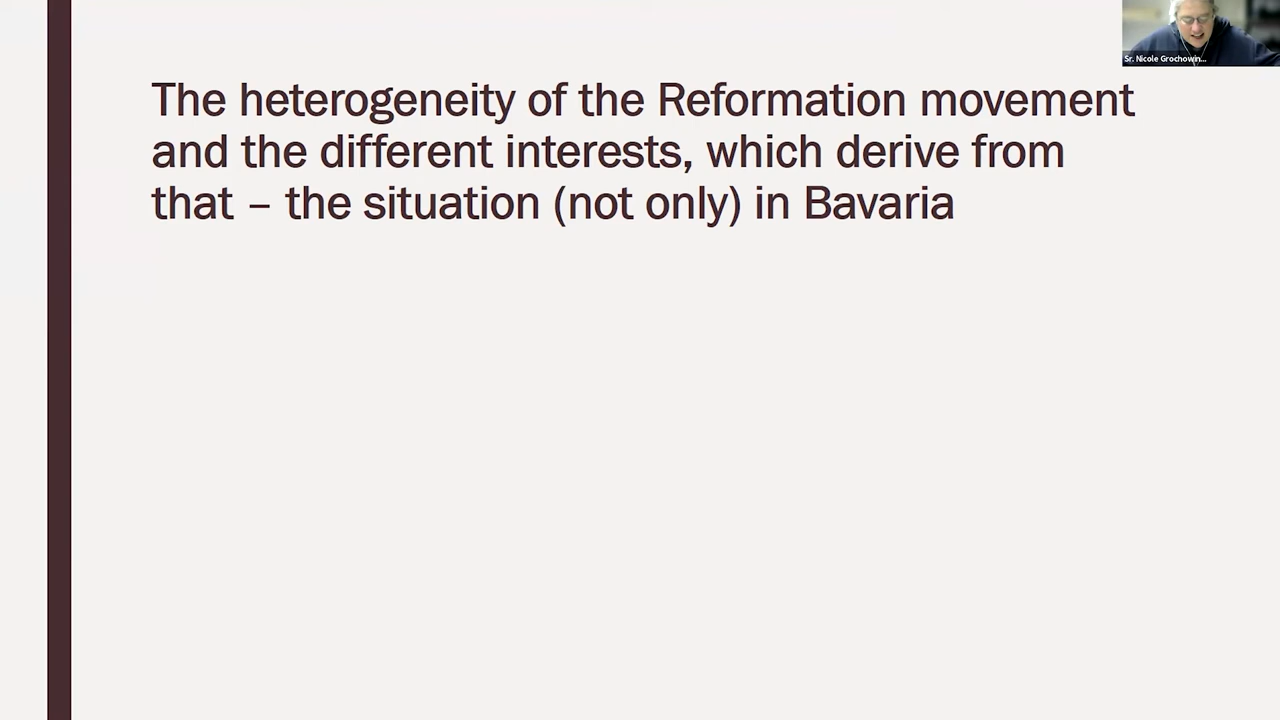 Sr. Nicole Grochowin...
The heterogeneity of the Reformation movement
and the different interests, which derive from
that – the situation (not only) in Bavaria